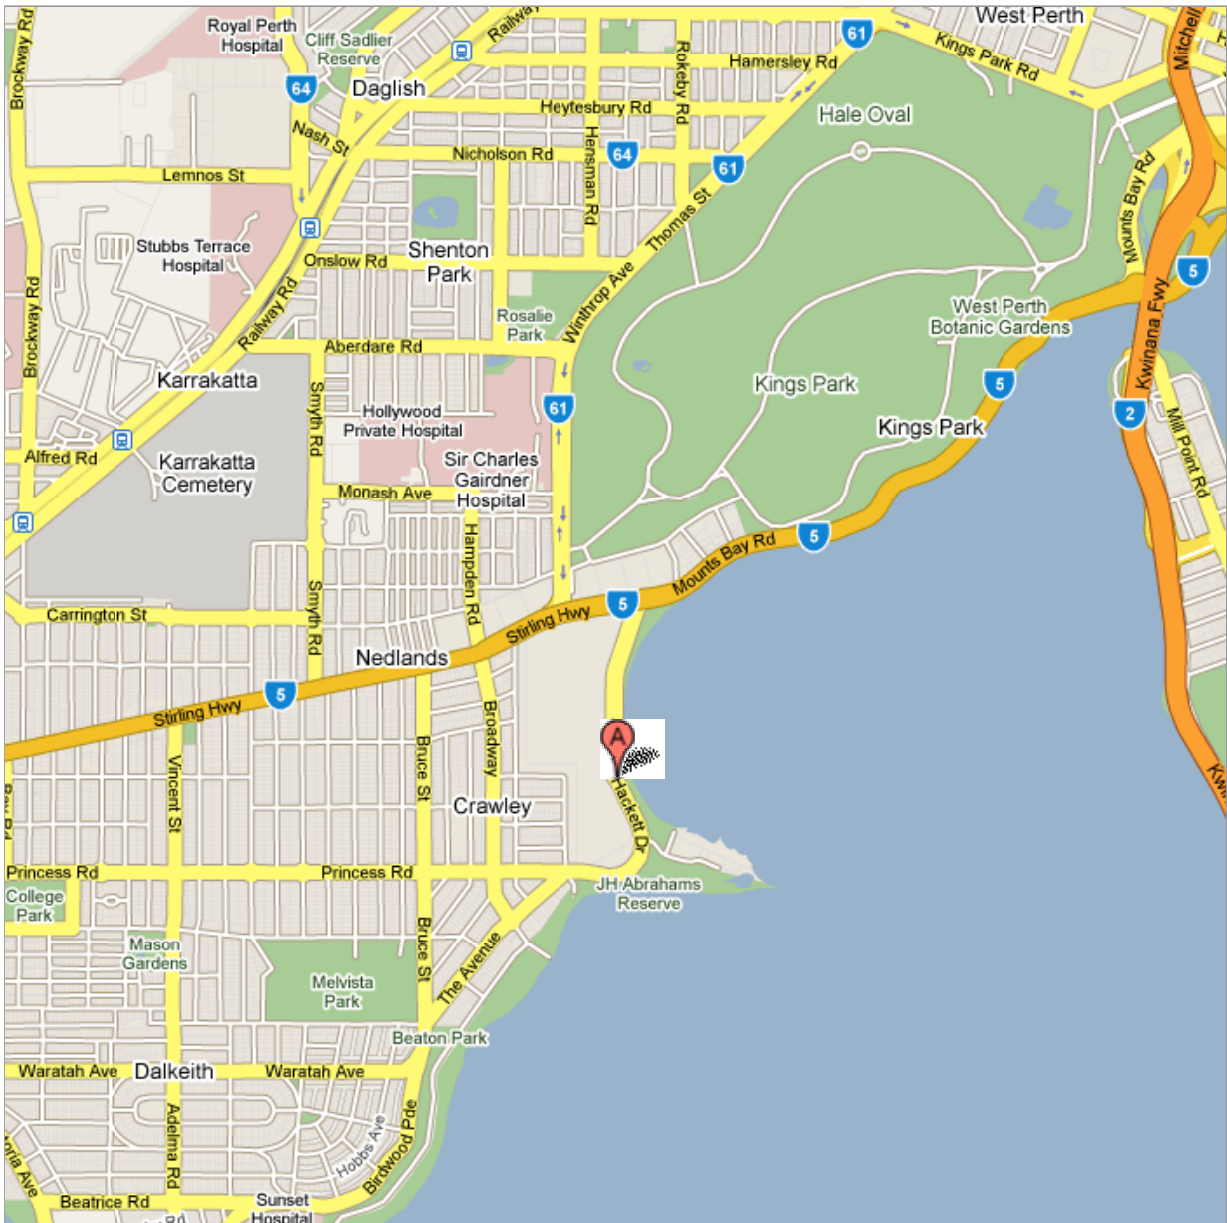 Brockway Rd
Royal Perth
Hospital
Cliff Sadlier
Reserve
Railway
West Perth
61
Kings Park Rd
Mitchell
Rokeby Rd
Hamersley Rd
64
Daglish
Heytesbury Rd
Hale Oval
Nash St
Hensman Rd
Nicholson Rd
64
61
Lemnos St
Mounts Bay Rd
Thomas St
Stubbs Terrace
Hospital
Shenton
Park
Onslow Rd
5
Brockway Rd
Railway Rd
Winthrop Ave
Kwinana Fwy
Rosalie
Park
West Perth
Botanic Gardens
Aberdare Rd
Karrakatta
Smyth Rd
Kings Park
5
61
2
Hollywood
Private Hospital
Kings Park
Mill Point Rd
Alfred Rd
Karrakatta
Cemetery
Sir Charles
Gairdner
Hospital
Monash Ave
Hampden Rd
5
Mounts Bay Rd
Smyth Rd
Carrington St
5
Stirling Hwy
Nedlands
5
Stirling Hwy
Broadway
A
Bruce St
Vincent St
Hackett Dr
Crawley
Princess Rd
Princess Rd
JH Abrahams
Reserve
College
Park
Bruce St
Mason
Gardens
The Avenue
Melvista
Park
Beaton Park
Waratah Ave
Dalkeith
Waratah Ave
Adelma Rd
Hobbs Ave
Birdwood Pde
Ave
Beatrice Rd
Sunset
Hospital
Rd